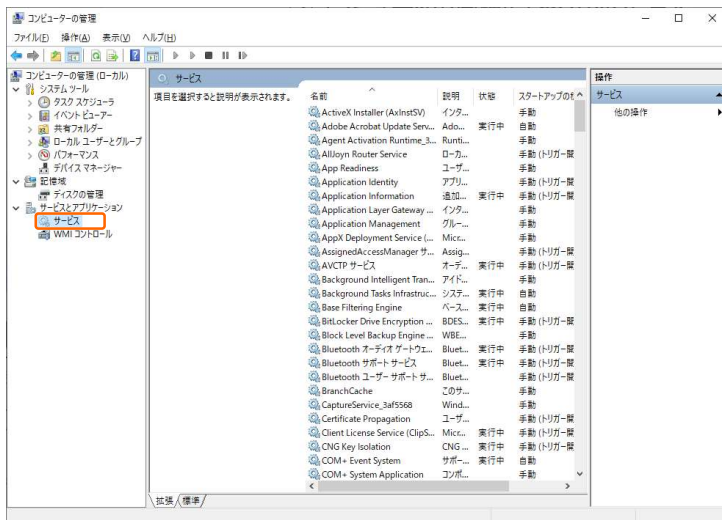 コンピューターの管理
ファイル(F) 操作(A) 表示(V) ヘルプ(H)
コンピューターの管理 (ローカル)
システム ツール
タスク スケジューラ
イベント ビューアー
共有フォルダー
ローカル ユーザーとグループ
パフォーマンス
デバイス マネージャー
記憶域
ディスクの管理
サービスとアプリケーション
サービス
WMI コントロール
サービス
項目を選択すると説明が表示されます。
名前 説明 状態 スタートアップの
ActiveX Installer (AxInstSV) インタ... 手動
Adobe Acrobat Update Serv... Ado... 実行中 自動
Agent Activation Runtime_3... Runti... 手動
AllJoyn Router Service ローカ... 手動 (トリガー開
App Readiness ユーザ... 手動
Application Identity アプリ... 手動 (トリガー開
Application Information 追加... 実行中 手動 (トリガー開
Application Layer Gateway ... インタ... 手動
Application Management グルー... 手動
AppX Deployment Service (... Micr... 手動
AssignedAccessManager サ... Assig... 手動 (トリガー開
AVCTP サービス オーデ... 実行中 手動 (トリガー開
Background Intelligent Tran... アイド... 手動
Background Tasks Infrastruc... システ... 実行中 自動
Base Filtering Engine ベース... 実行中 自動
BitLocker Drive Encryption ... BDES... 実行中 手動 (トリガー開
Block Level Backup Engine ... WBE... 手動
Bluetooth オーディオ ゲートウェ... Bluet... 実行中 手動 (トリガー開
Bluetooth サポート サービス Bluet... 実行中 手動 (トリガー開
Bluetooth ユーザー サポート サ... Bluet... 手動 (トリガー開
BranchCache このサ... 手動
CaptureService_3af5568 Wind... 手動
Certificate Propagation ユーザ... 手動 (トリガー開
Client License Service (ClipS... Micr... 実行中 手動 (トリガー開
CNG Key Isolation CNG ... 実行中 手動 (トリガー開
COM+ Event System サポー... 実行中 自動
COM+ System Application コンポ... 手動
拡張 標準
操作
サービス
他の操作